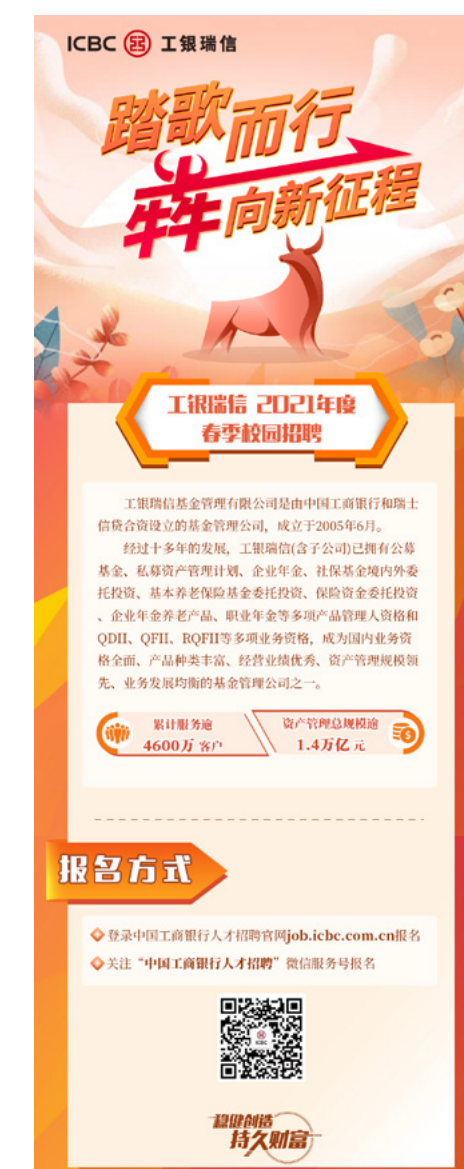 ICBC 工银瑞信
踏歌而行
犇向新征程
工银瑞信 2021年度
春季校园招聘
工银瑞信基金管理有限公司是由中国工商银行和瑞士
信贷合资设立的基金管理公司，成立于2005年6月。
经过十多年的发展，工银瑞信(含子公司)已拥有公募
基金、私募资产管理计划、企业年金、社保基金境内外委
托投资、基本养老保险基金委托投资、保险资金委托投资
、企业年金养老产品、职业年金等多项产品管理人资格和
QDII、QFII、RQFII等多项业务资格，成为国内业务资
格全面、产品种类丰富、经营业绩优秀、资产管理规模领
先、业务发展均衡的基金管理公司之一。
累计服务逾
4600万 客户
资产管理总规模逾
1.4万亿 元
报名方式
登录中国工商银行人才招聘官网job.icbc.com.cn报名
关注“中国工商银行人才招聘”微信服务号报名
ICBC
稳健创造
持久财富